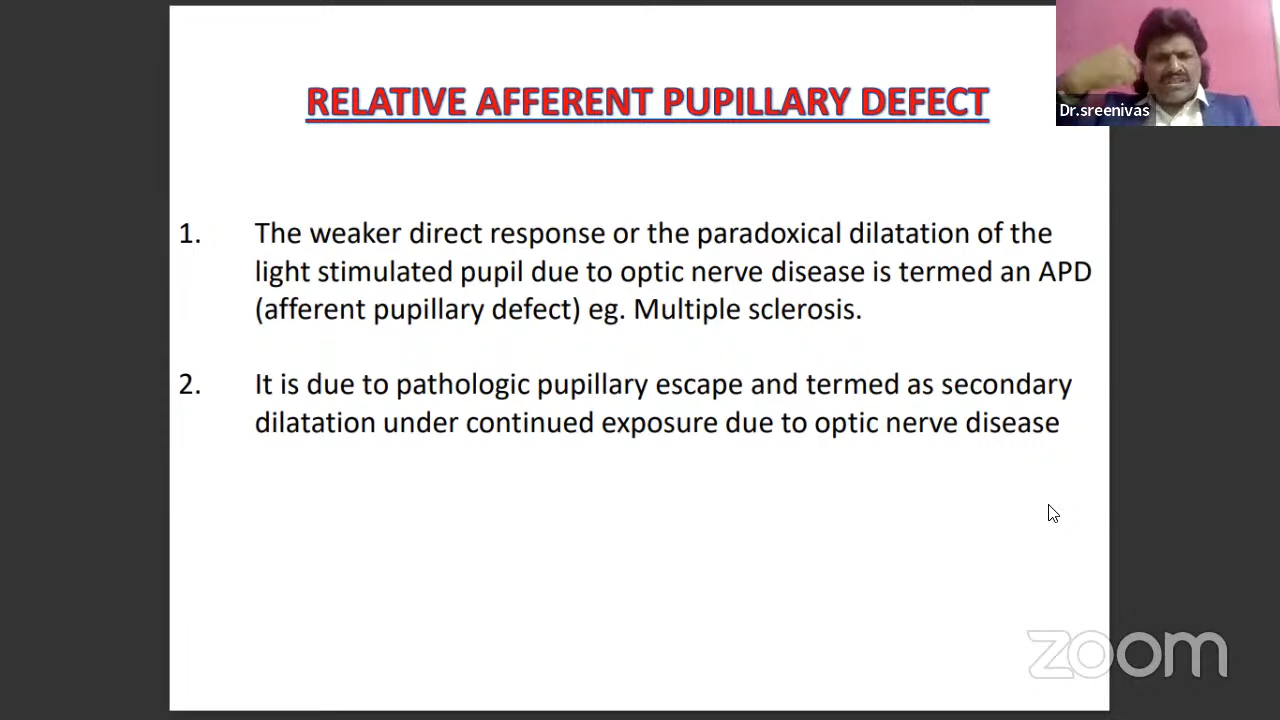 RELATIVE AFFERENT PUPILLARY DEFECT
Dr.sreenivas
1. The weaker direct response or the paradoxical dilatation of the
light stimulated pupil due to optic nerve disease is termed an APD
(afferent pupillary defect) eg. Multiple sclerosis.
2. It is due to pathologic pupillary escape and termed as secondary
dilatation under continued exposure due to optic nerve disease
zoom